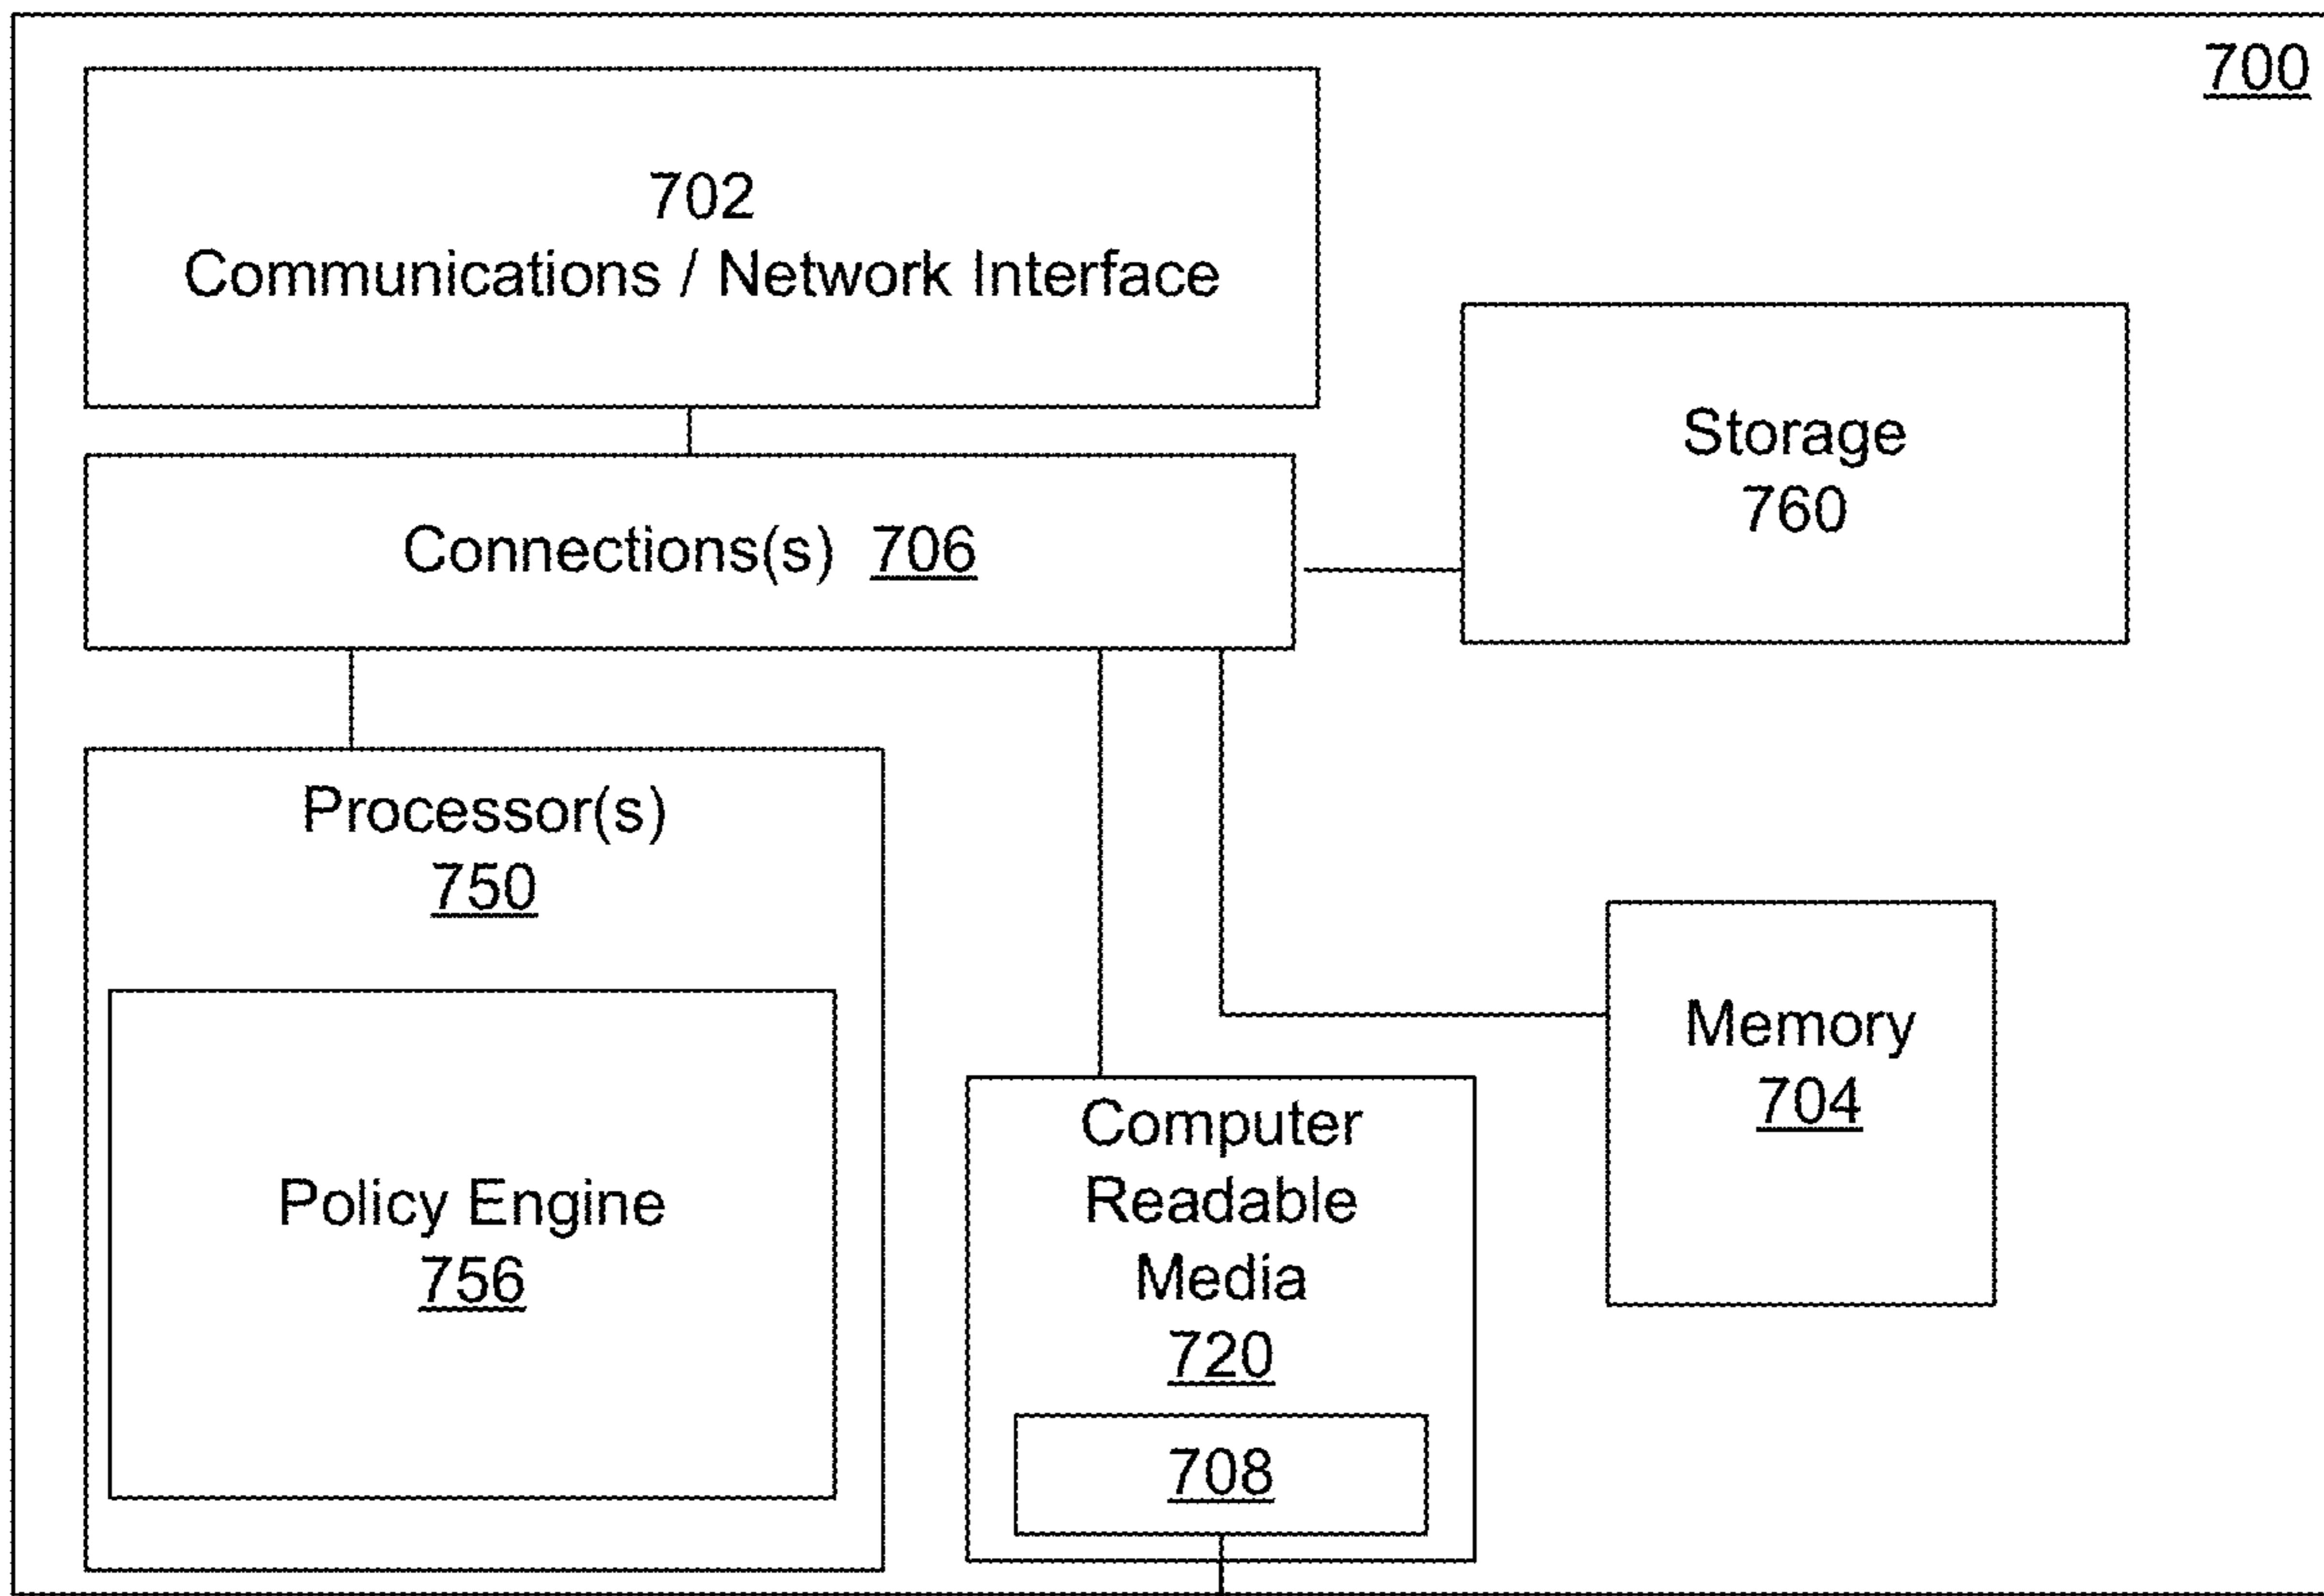 700
702
Communications / Network Interface
Storage
760
Connections(s) 706
Processor(s)
750
Policy Engine
756
Computer
Readable
Media
720
708
Memory
704